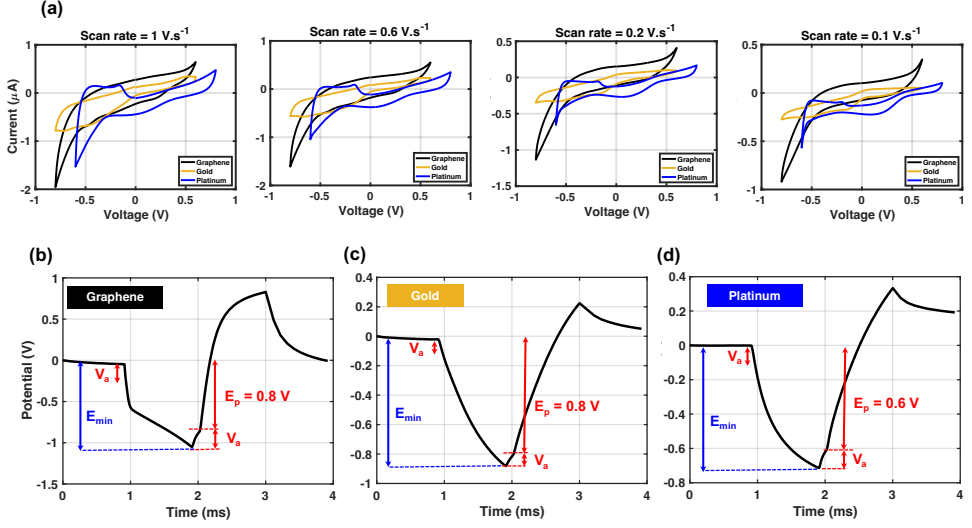 (a)
Scan rate = 1 V.s⁻¹
Scan rate = 0.6 V.s⁻¹
Scan rate = 0.2 V.s⁻¹
Scan rate = 0.1 V.s⁻¹
Current (µA)
1
0
-1
-2
-1
-0.5
0
0.5
1
Voltage (V)
Graphene
Gold
Platinum
1
0
-1
-2
-1
-0.5
0
0.5
1
Voltage (V)
Graphene
Gold
Platinum
0.5
0
-0.5
-1
-1.5
-1
-0.5
0
0.5
1
Voltage (V)
Graphene
Gold
Platinum
0.5
0
-0.5
-1
-1
-0.5
0
0.5
1
Voltage (V)
Graphene
Gold
Platinum
(b)
Graphene
Potential (V)
1
0.5
0
-0.5
-1
-1.5
Va
Emin
Ep = 0.8 V
Va
0
1
2
3
4
Time (ms)
(c)
Gold
0.4
0.2
0
-0.2
-0.4
-0.6
-0.8
-1
Va
Emin
Ep = 0.8 V
Va
0
1
2
3
4
Time (ms)
(d)
Platinum
0.4
0.2
0
-0.2
-0.4
-0.6
-0.8
Va
Emin
Ep = 0.6 V
Va
0
1
2
3
4
Time (ms)